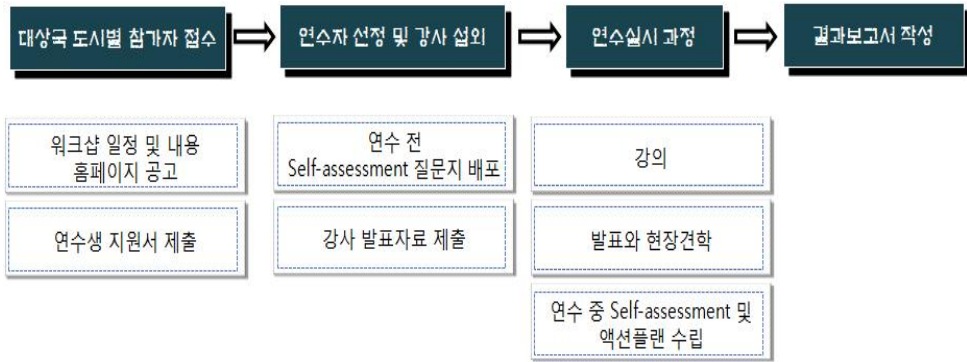 대상국 도시별 참가자 접수
연수자 선정 및 강사 섭외
연수실시 과정
결과보고서 작성
워크샵 일정 및 내용
홈페이지 공고
연수생 지원서 제출
연수 전
Self-assessment 질문지 배포
강사 발표자료 제출
강의
발표와 현장견학
연수 중 Self-assessment 및
액션플랜 수립